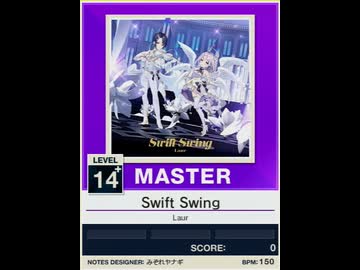 Swift Swing
Laur
LEVEL
14+
MASTER
Swift Swing
Laur
SCORE: 0
NOTES DESIGNER: みぞれヤナギ BPM: 150